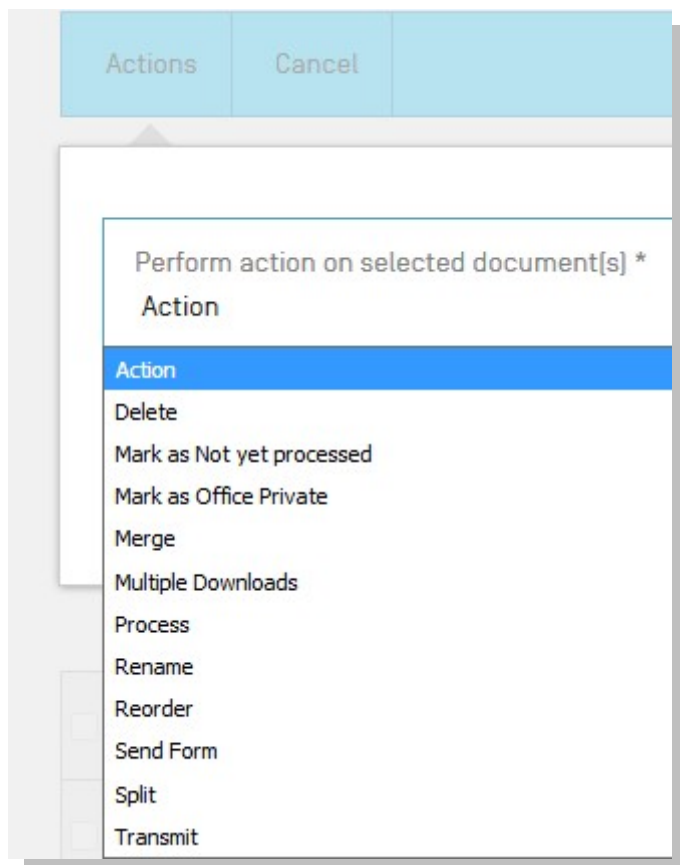 Actions Cancel
Perform action on selected document(s) *
Action
Action
Delete
Mark as Not yet processed
Mark as Office Private
Merge
Multiple Downloads
Process
Rename
Reorder
Send Form
Split
Transmit